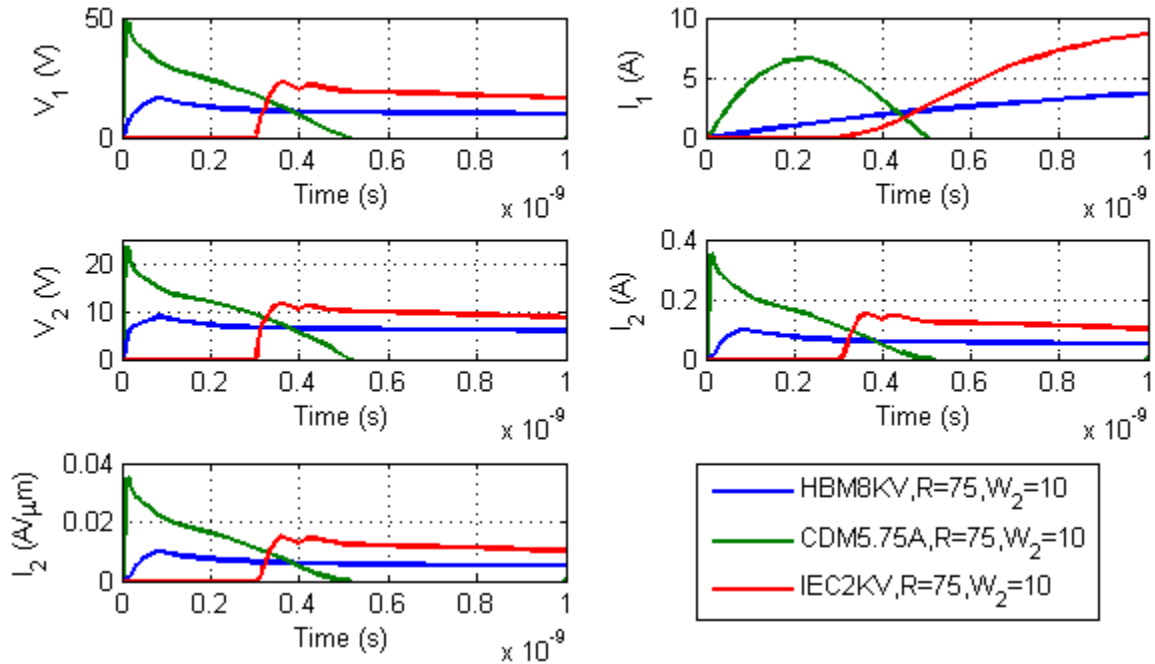 50
V1 (V)
0
0 0.2 0.4 0.6 0.8 1
Time (s)
x 10-9
10
I1 (A)
5
0
0 0.2 0.4 0.6 0.8 1
Time (s)
x 10-9
20
V2 (V)
10
0
0 0.2 0.4 0.6 0.8 1
Time (s)
x 10-9
0.4
I2 (A)
0.2
0
0 0.2 0.4 0.6 0.8 1
Time (s)
x 10-9
0.04
I2 (A/μm)
0.02
0
0 0.2 0.4 0.6 0.8 1
Time (s)
x 10-9
HBM8KV,R=75,W2=10
CDM5.75A,R=75,W2=10
IEC2KV,R=75,W2=10